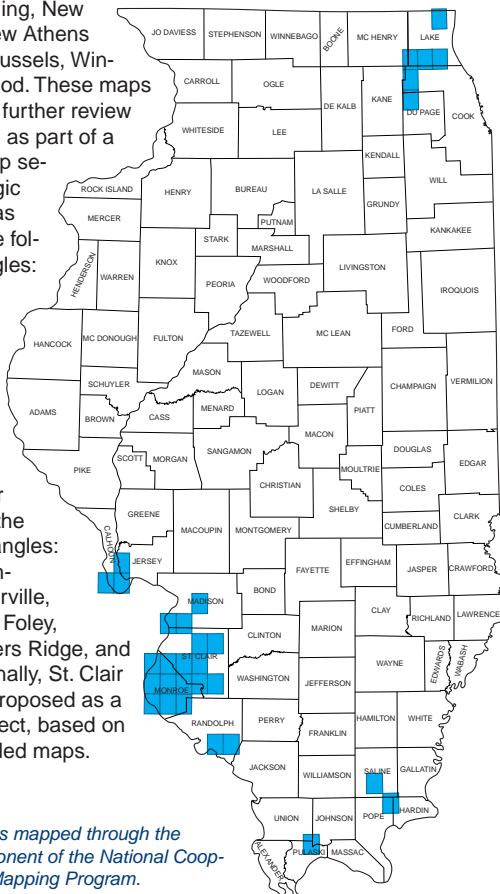 ing, New
ew Athens
ussels, Win-
od. These maps
further review
as part of a
p se-
gic
as
e fol-
gles:
r
the
angles:
n-
rville,
Foley,
ers Ridge, and
nally, St. Clair
roposed as a
ect, based on
led maps.
s mapped through the
onent of the National Coop-
Mapping Program.
JO DAVIESS
STEPHENSON
WINNEBAGO
BOONE
MC HENRY
LAKE
CARROLL
OGLE
DE KALB
KANE
DU PAGE
COOK
WHITESIDE
LEE
KENDALL
WILL
ROCK ISLAND
HENRY
BUREAU
LA SALLE
GRUNDY
MERCER
PUTNAM
KANKAKEE
STARK
MARSHALL
HENDERSON
WARREN
KNOX
PEORIA
WOODFORD
LIVINGSTON
IROQUOIS
HANCOCK
MC DONOUGH
FULTON
TAZEWELL
MC LEAN
FORD
SCHUYLER
MASON
LOGAN
DEWITT
CHAMPAIGN
VERMILION
ADAMS
BROWN
CASS
MENARD
PIATT
MACON
SCOTT
MORGAN
SANGAMON
DOUGLAS
EDGAR
PIKE
CHRISTIAN
MOULTRIE
COLES
SHELBY
GREENE
MACOUPIN
MONTGOMERY
CUMBERLAND
CLARK
CALHOUN
JERSEY
FAYETTE
EFFINGHAM
JASPER
CRAWFORD
MADISON
BOND
CLAY
RICHLAND
LAWRENCE
ST. CLAIR
CLINTON
MARION
WAYNE
EDWARDS
WABASH
MONROE
WASHINGTON
JEFFERSON
RANDOLPH
PERRY
FRANKLIN
HAMILTON
WHITE
JACKSON
WILLIAMSON
SALINE
GALLATIN
UNION
JOHNSON
POPE
HARDIN
ALEXANDER
PULASKI
MASSAC